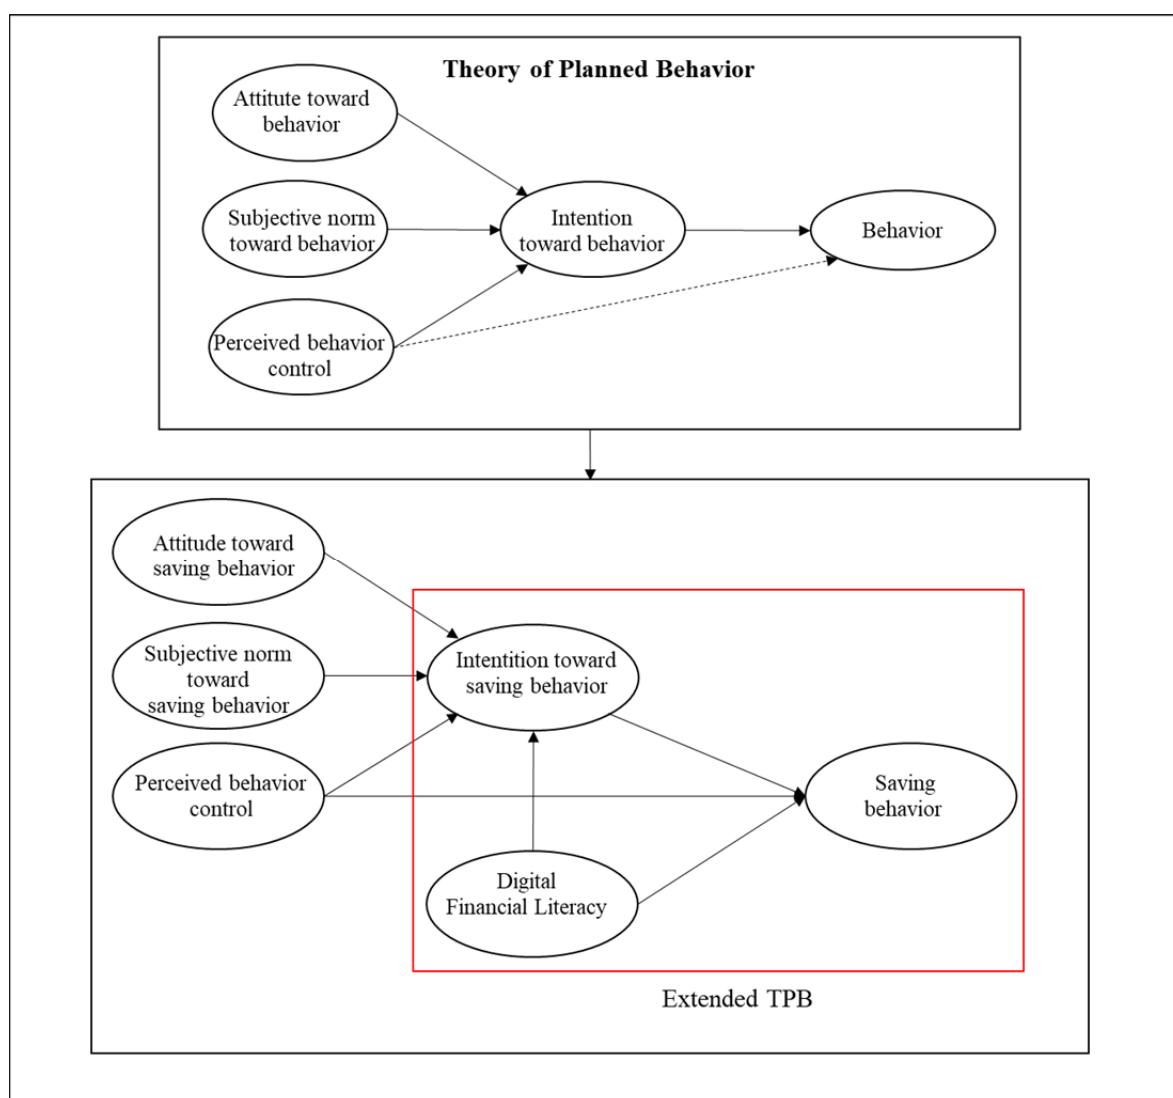 Theory of Planned Behavior
Attitute toward
behavior
Subjective norm
toward behavior
Intention
toward behavior
Behavior
Perceived behavior
control
Attitude toward
saving behavior
Subjective norm
toward
saving behavior
Intentition toward
saving behavior
Perceived behavior
control
Saving
behavior
Digital
Financial Literacy
Extended TPB